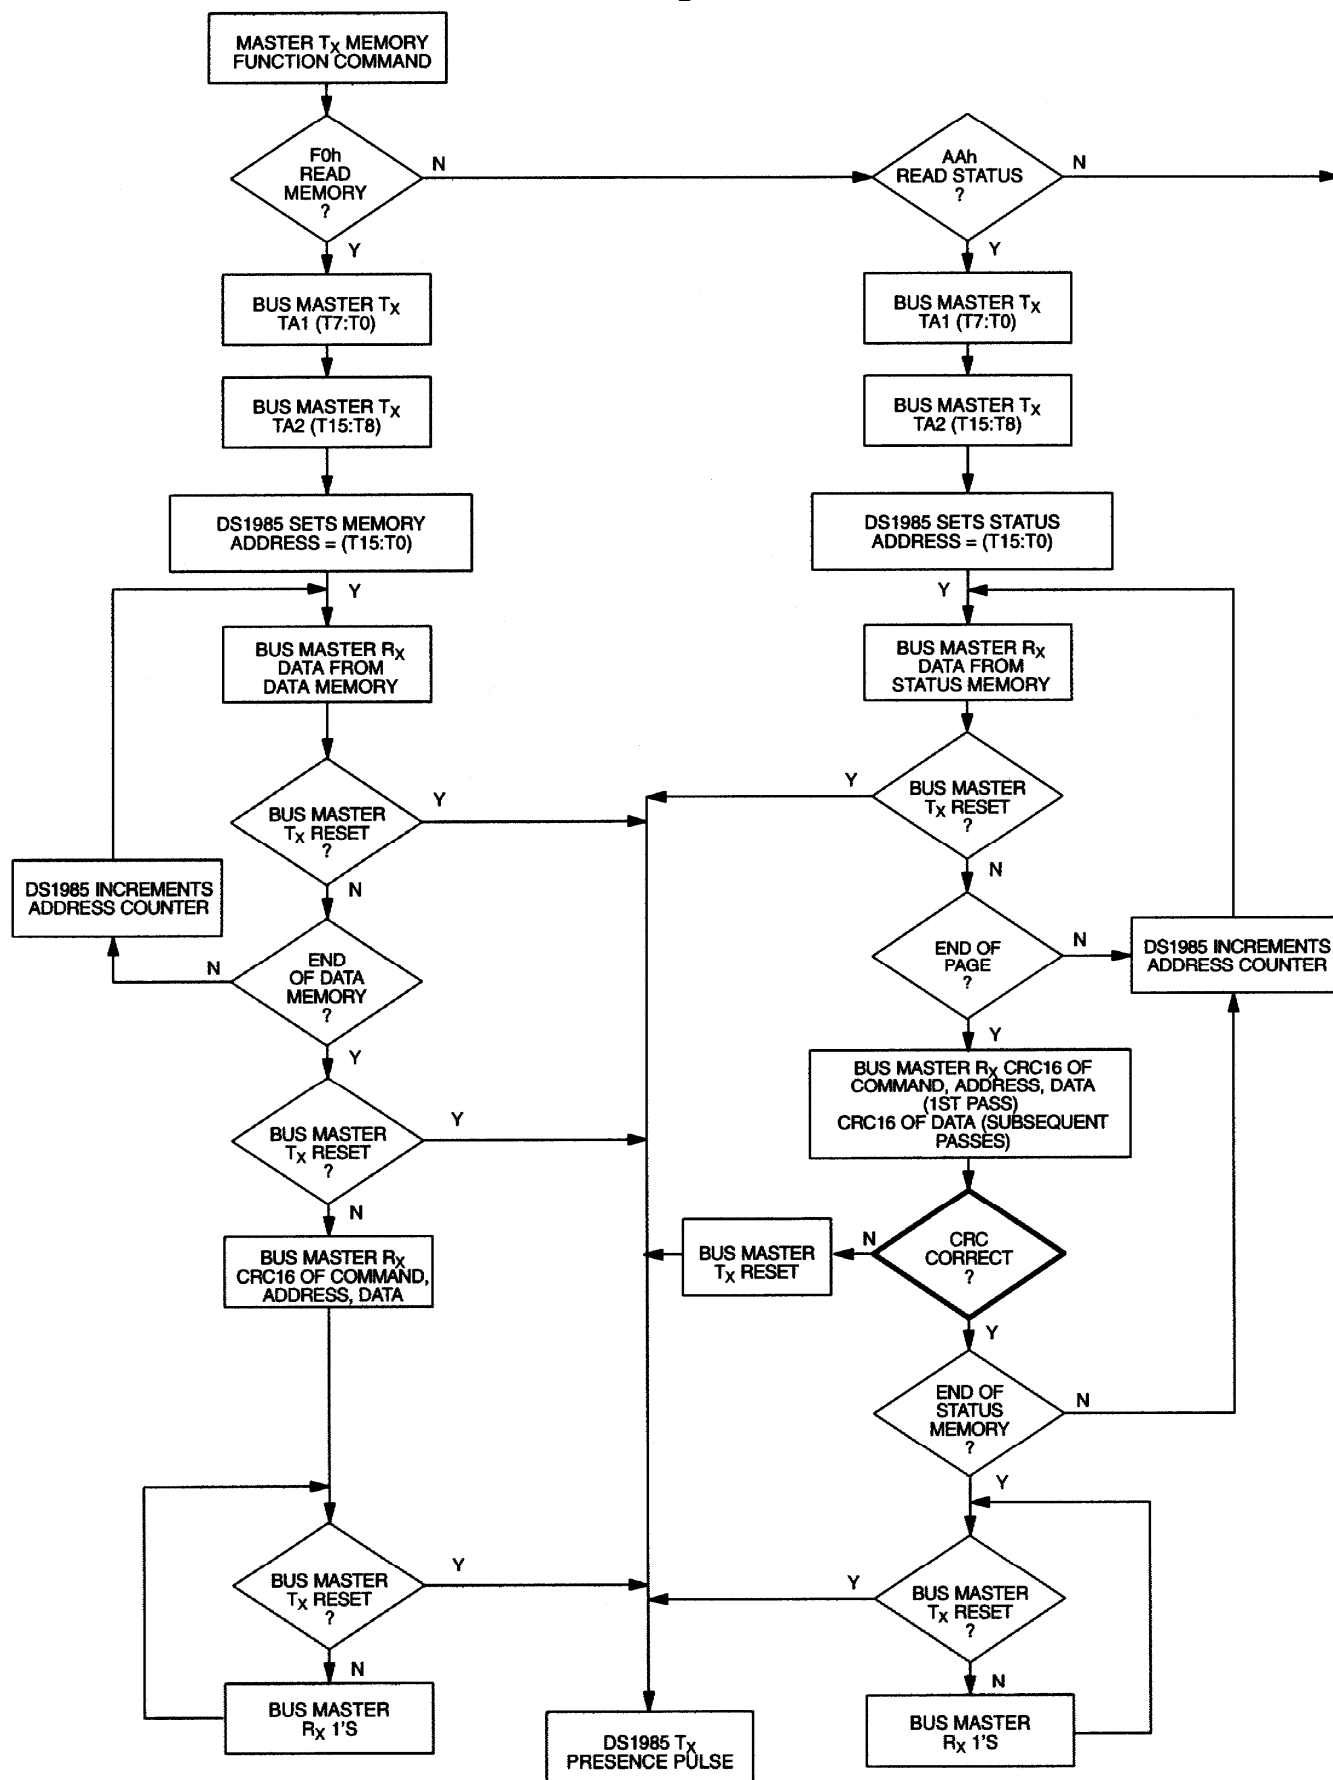 MASTER TX MEMORY
FUNCTION COMMAND
F0h
READ
MEMORY
?
N
Y
BUS MASTER TX
TA1 (T7:T0)
BUS MASTER TX
TA2 (T15:T8)
DS1985 SETS MEMORY
ADDRESS = (T15:T0)
Y
BUS MASTER RX
DATA FROM
DATA MEMORY
BUS MASTER
TX RESET
?
Y
N
DS1985 INCREMENTS
ADDRESS COUNTER
END
OF DATA
MEMORY
?
N
Y
BUS MASTER
TX RESET
?
Y
N
BUS MASTER RX
CRC16 OF COMMAND,
ADDRESS, DATA
BUS MASTER
TX RESET
?
Y
N
BUS MASTER
RX 1'S
AAh
READ STATUS
?
N
Y
BUS MASTER TX
TA1 (T7:T0)
BUS MASTER TX
TA2 (T15:T8)
DS1985 SETS STATUS
ADDRESS = (T15:T0)
Y
BUS MASTER RX
DATA FROM
STATUS MEMORY
BUS MASTER
TX RESET
?
Y
N
END OF
PAGE
?
N
DS1985 INCREMENTS
ADDRESS COUNTER
Y
BUS MASTER RX CRC16 OF
COMMAND, ADDRESS, DATA
(1ST PASS)
CRC16 OF DATA (SUBSEQUENT
PASSES)
CRC
CORRECT
?
N
BUS MASTER
TX RESET
Y
END OF
STATUS
MEMORY
?
N
Y
BUS MASTER
TX RESET
?
Y
N
BUS MASTER
RX 1'S
DS1985 TX
PRESENCE PULSE